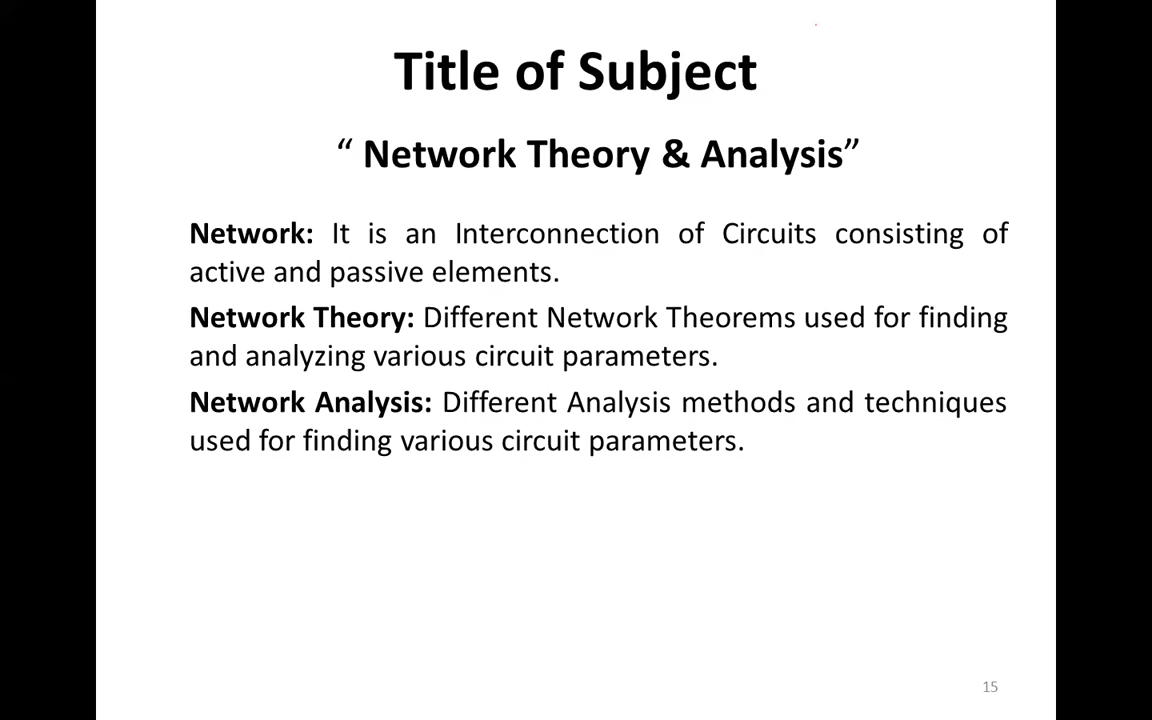 Title of Subject
“ Network Theory & Analysis”
Network: It is an Interconnection of Circuits consisting of
active and passive elements.
Network Theory: Different Network Theorems used for finding
and analyzing various circuit parameters.
Network Analysis: Different Analysis methods and techniques
used for finding various circuit parameters.
15